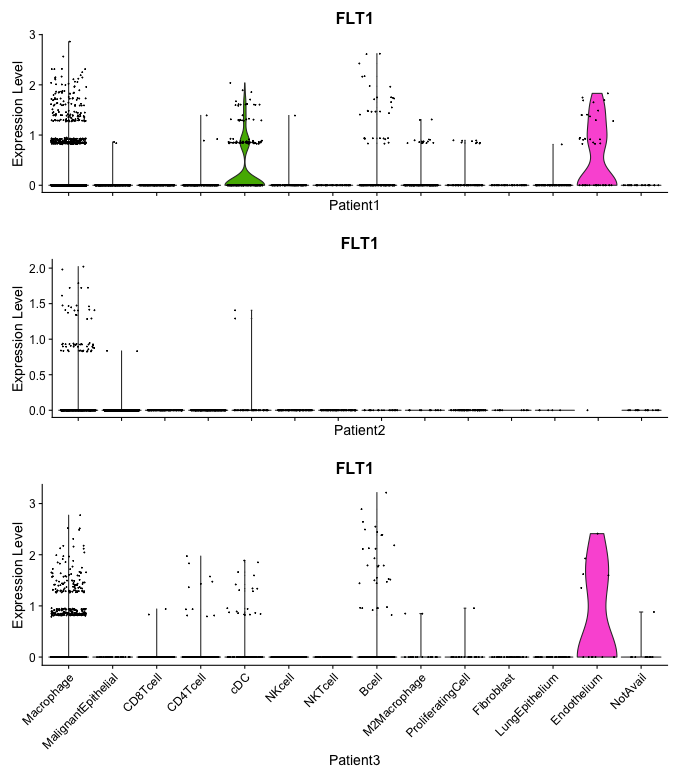 FLT1
Expression Level
3
2
1
0
Patient1
FLT1
Expression Level
2.0
1.5
1.0
0.5
0.0
Patient2
FLT1
Expression Level
3
2
1
0
Macrophage
MalignantEpithelial
CD8Tcell
CD4Tcell
cDC
NKcell
NKTcell
Bcell
M2Macrophage
ProliferatingCell
Fibroblast
LungEpithelium
Endothelium
NotAvail
Patient3